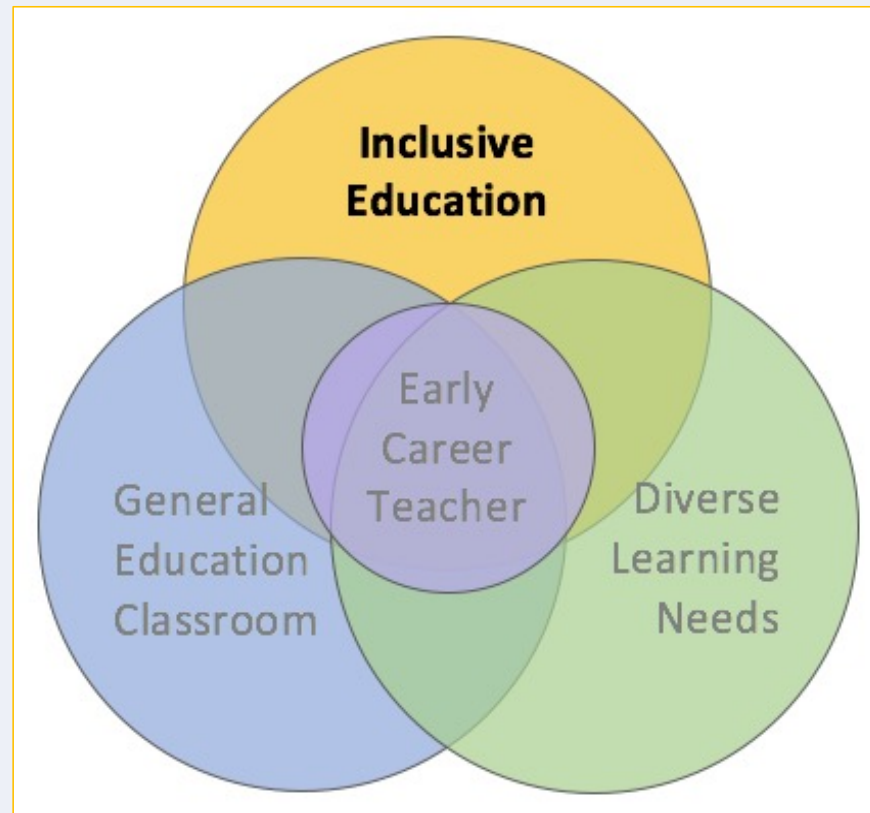 Inclusive
Education
Early
Career
Teacher
General
Education
Classroom
Diverse
Learning
Needs